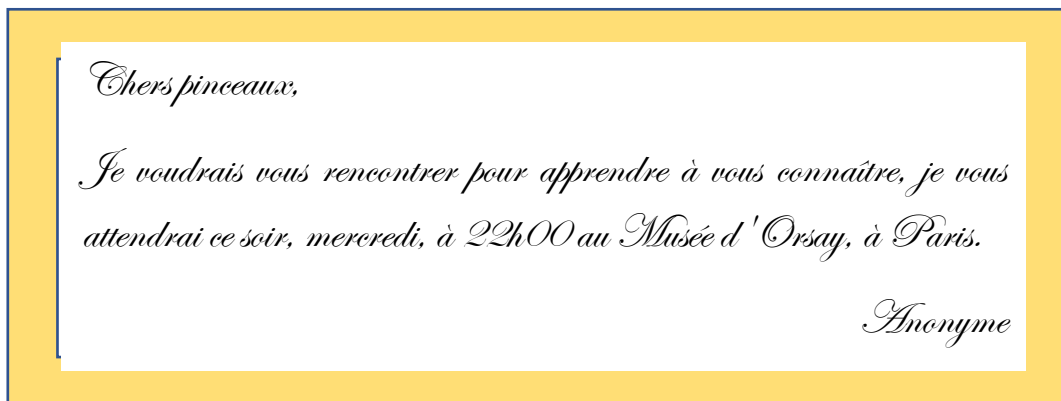 Chers pinceaux,
Je voudrais vous rencontrer pour apprendre à vous connaître, je vous
attendrai ce soir, mercredi, à 22h00 au Musée d'Orsay, à Paris.
Anonyme